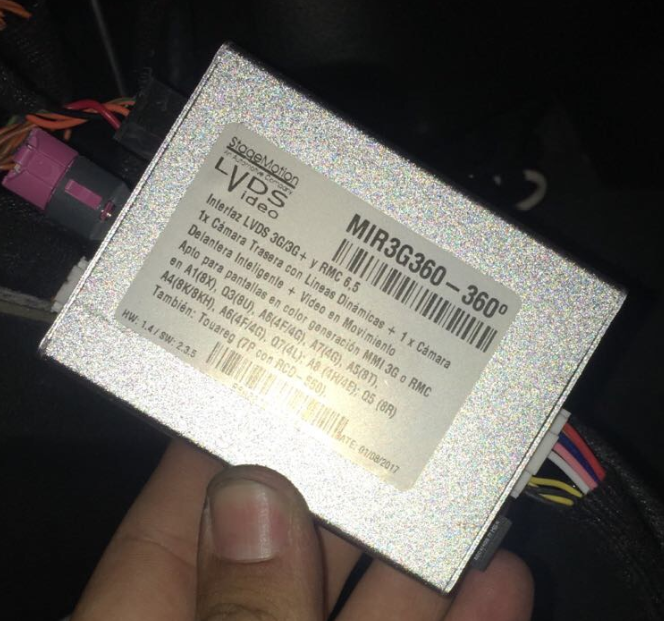 StageMotion
LVDS
Video
MIR3G360-360º
Interfaz LVDS 3G/3G+ y RMC 6,5
1x Cámara Trasera con Líneas Dinámicas + 1 x Cámara
Delantera Inteligente + Video en Movimiento
Apto para pantallas en color generación MMI 3G o RMC
en A1(8X), Q3(8U), A6(4F/4G), A7(4G), A5(8T),
A4(8K/8KH), A6(4F/4G), Q7(4L); A8 (4H/4E); Q5 (8R)
También: Touareg (7P con RCD-550).
HW: 1.4 / SW: 2.3.5
DATE: 01/08/2017